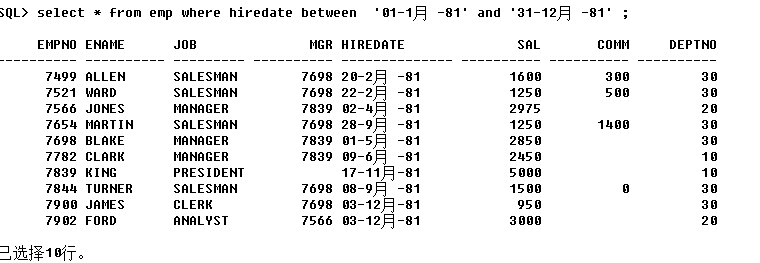 SQL> select * from emp where hiredate between  '01-1月 -81' and '31-12月 -81' ;
EMPNO ENAME      JOB              MGR HIREDATE              SAL       COMM     DEPTNO
---------- ---------- --------- ---------- -------------- ---------- ---------- ----------
7499 ALLEN      SALESMAN        7698 20-2月 -81           1600        300         30
7521 WARD       SALESMAN        7698 22-2月 -81           1250        500         30
7566 JONES      MANAGER         7839 02-4月 -81           2975                    20
7654 MARTIN     SALESMAN        7698 28-9月 -81           1250       1400         30
7698 BLAKE      MANAGER         7839 01-5月 -81           2850                    30
7782 CLARK      MANAGER         7839 09-6月 -81           2450                    10
7839 KING       PRESIDENT            17-11月-81           5000                    10
7844 TURNER     SALESMAN        7698 08-9月 -81           1500          0         30
7900 JAMES      CLERK           7698 03-12月-81            950                    30
7902 FORD       ANALYST         7566 03-12月-81           3000                    20
已选择10行。